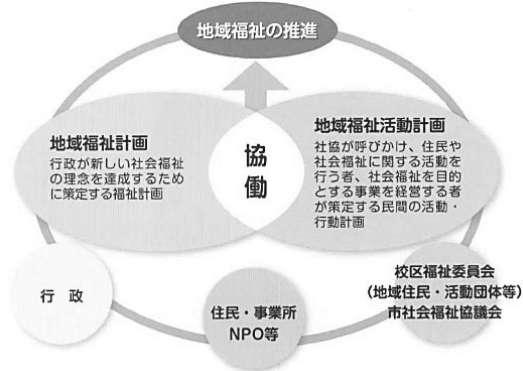 地域福祉の推進
地域福祉計画
行政が新しい社会福祉
の理念を達成するため
に策定する福祉計画
協
働
地域福祉活動計画
社協が呼びかけ、住民や
社会福祉に関する活動を
行う者、社会福祉を目的
とする事業を経営する者
が策定する民間の活動・
行動計画
行 政
住民・事業所
NPO等
校区福祉委員会
（地域住民・活動団体等）
市社会福祉協議会